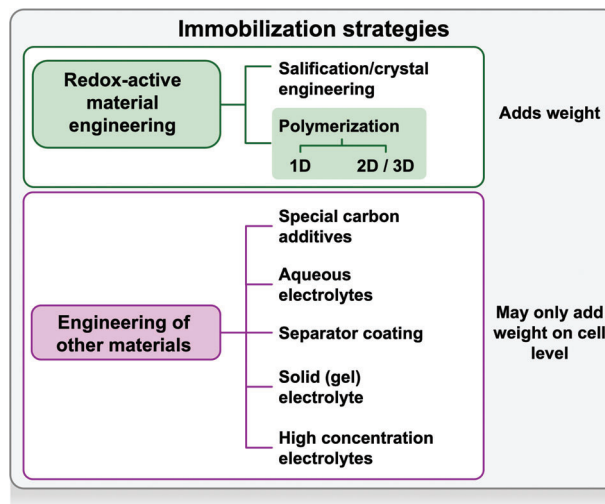 Immobilization strategies
Redox-active
material
engineering
Salification/crystal
engineering
Polymerization
1D 2D / 3D
Adds weight
Engineering of
other materials
Special carbon
additives
Aqueous
electrolytes
Separator coating
Solid (gel)
electrolyte
High concentration
electrolytes
May only add
weight on cell
level